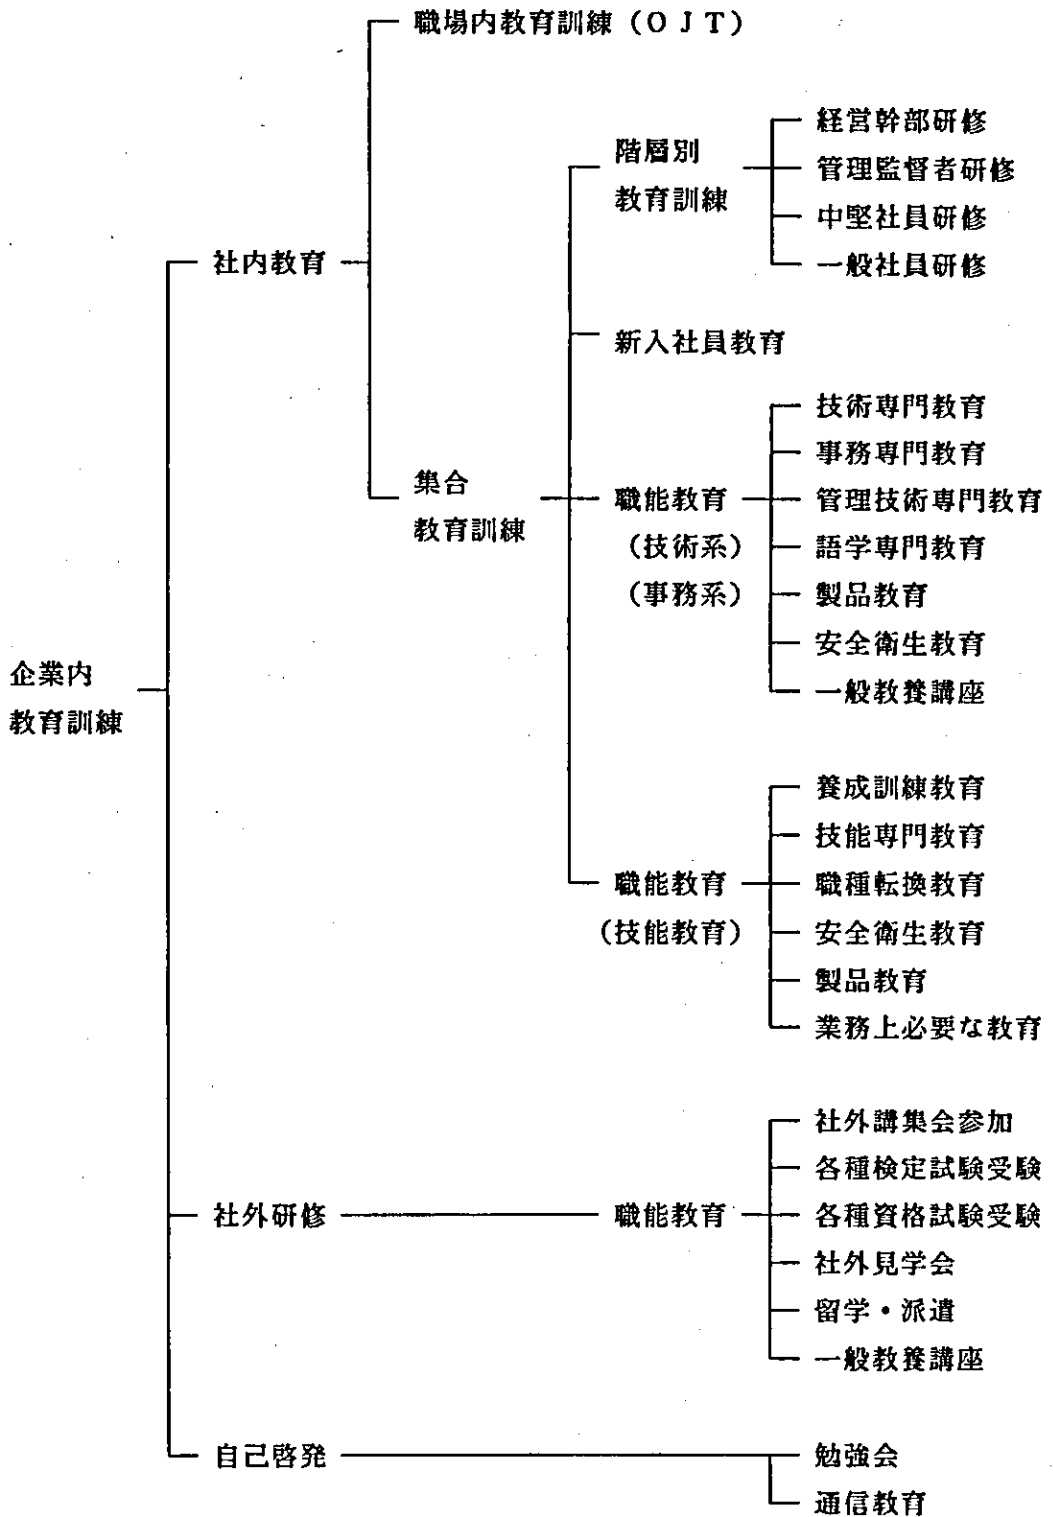 職場内教育訓練（OJT）
経営幹部研修
階層別
管理監督者研修
教育訓練
中堅社員研修
社内教育
一般社員研修
新入社員教育
技術専門教育
事務専門教育
集合
職能教育
管理技術専門教育
教育訓練
（技術系）
語学専門教育
（事務系）
製品教育
安全衛生教育
企業内
一般教養講座
教育訓練
養成訓練教育
技能専門教育
職能教育
職種転換教育
（技能教育）
安全衛生教育
製品教育
業務上必要な教育
社外講集会参加
各種検定試験受験
社外研修
職能教育
各種資格試験受験
社外見学会
留学・派遣
一般教養講座
自己啓発
勉強会
通信教育